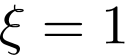 ξ = 1